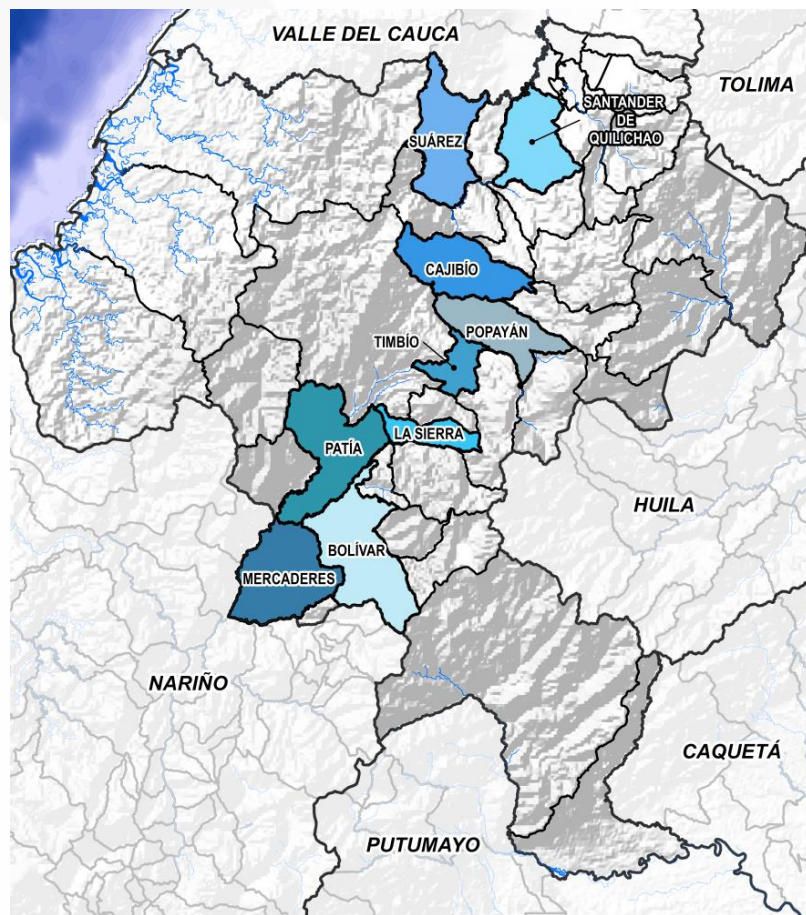 VALLE DEL CAUCA
TOLIMA
SANTANDER
DE
QUILICHAO
SUÁREZ
CAJIBÍO
POPAYÁN
TIMBÍO
LA SIERRA
PATÍA
HUILA
BOLÍVAR
MERCADERES
NARIÑO
CAQUETÁ
PUTUMAYO